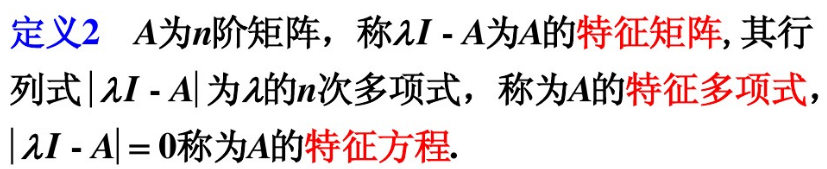 定义2 A为n阶矩阵，称λI - A为A的特征矩阵, 其行
列式| λI - A| 为λ的n次多项式，称为A的特征多项式，
| λI - A| = 0称为A的特征方程.